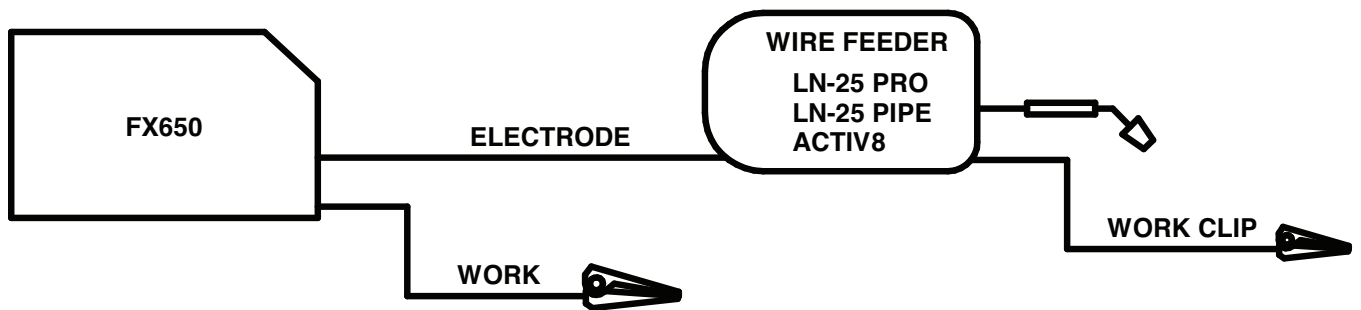 FX650
ELECTRODE
WORK
WIRE FEEDER
LN-25 PRO
LN-25 PIPE
ACTIV8
WORK CLIP